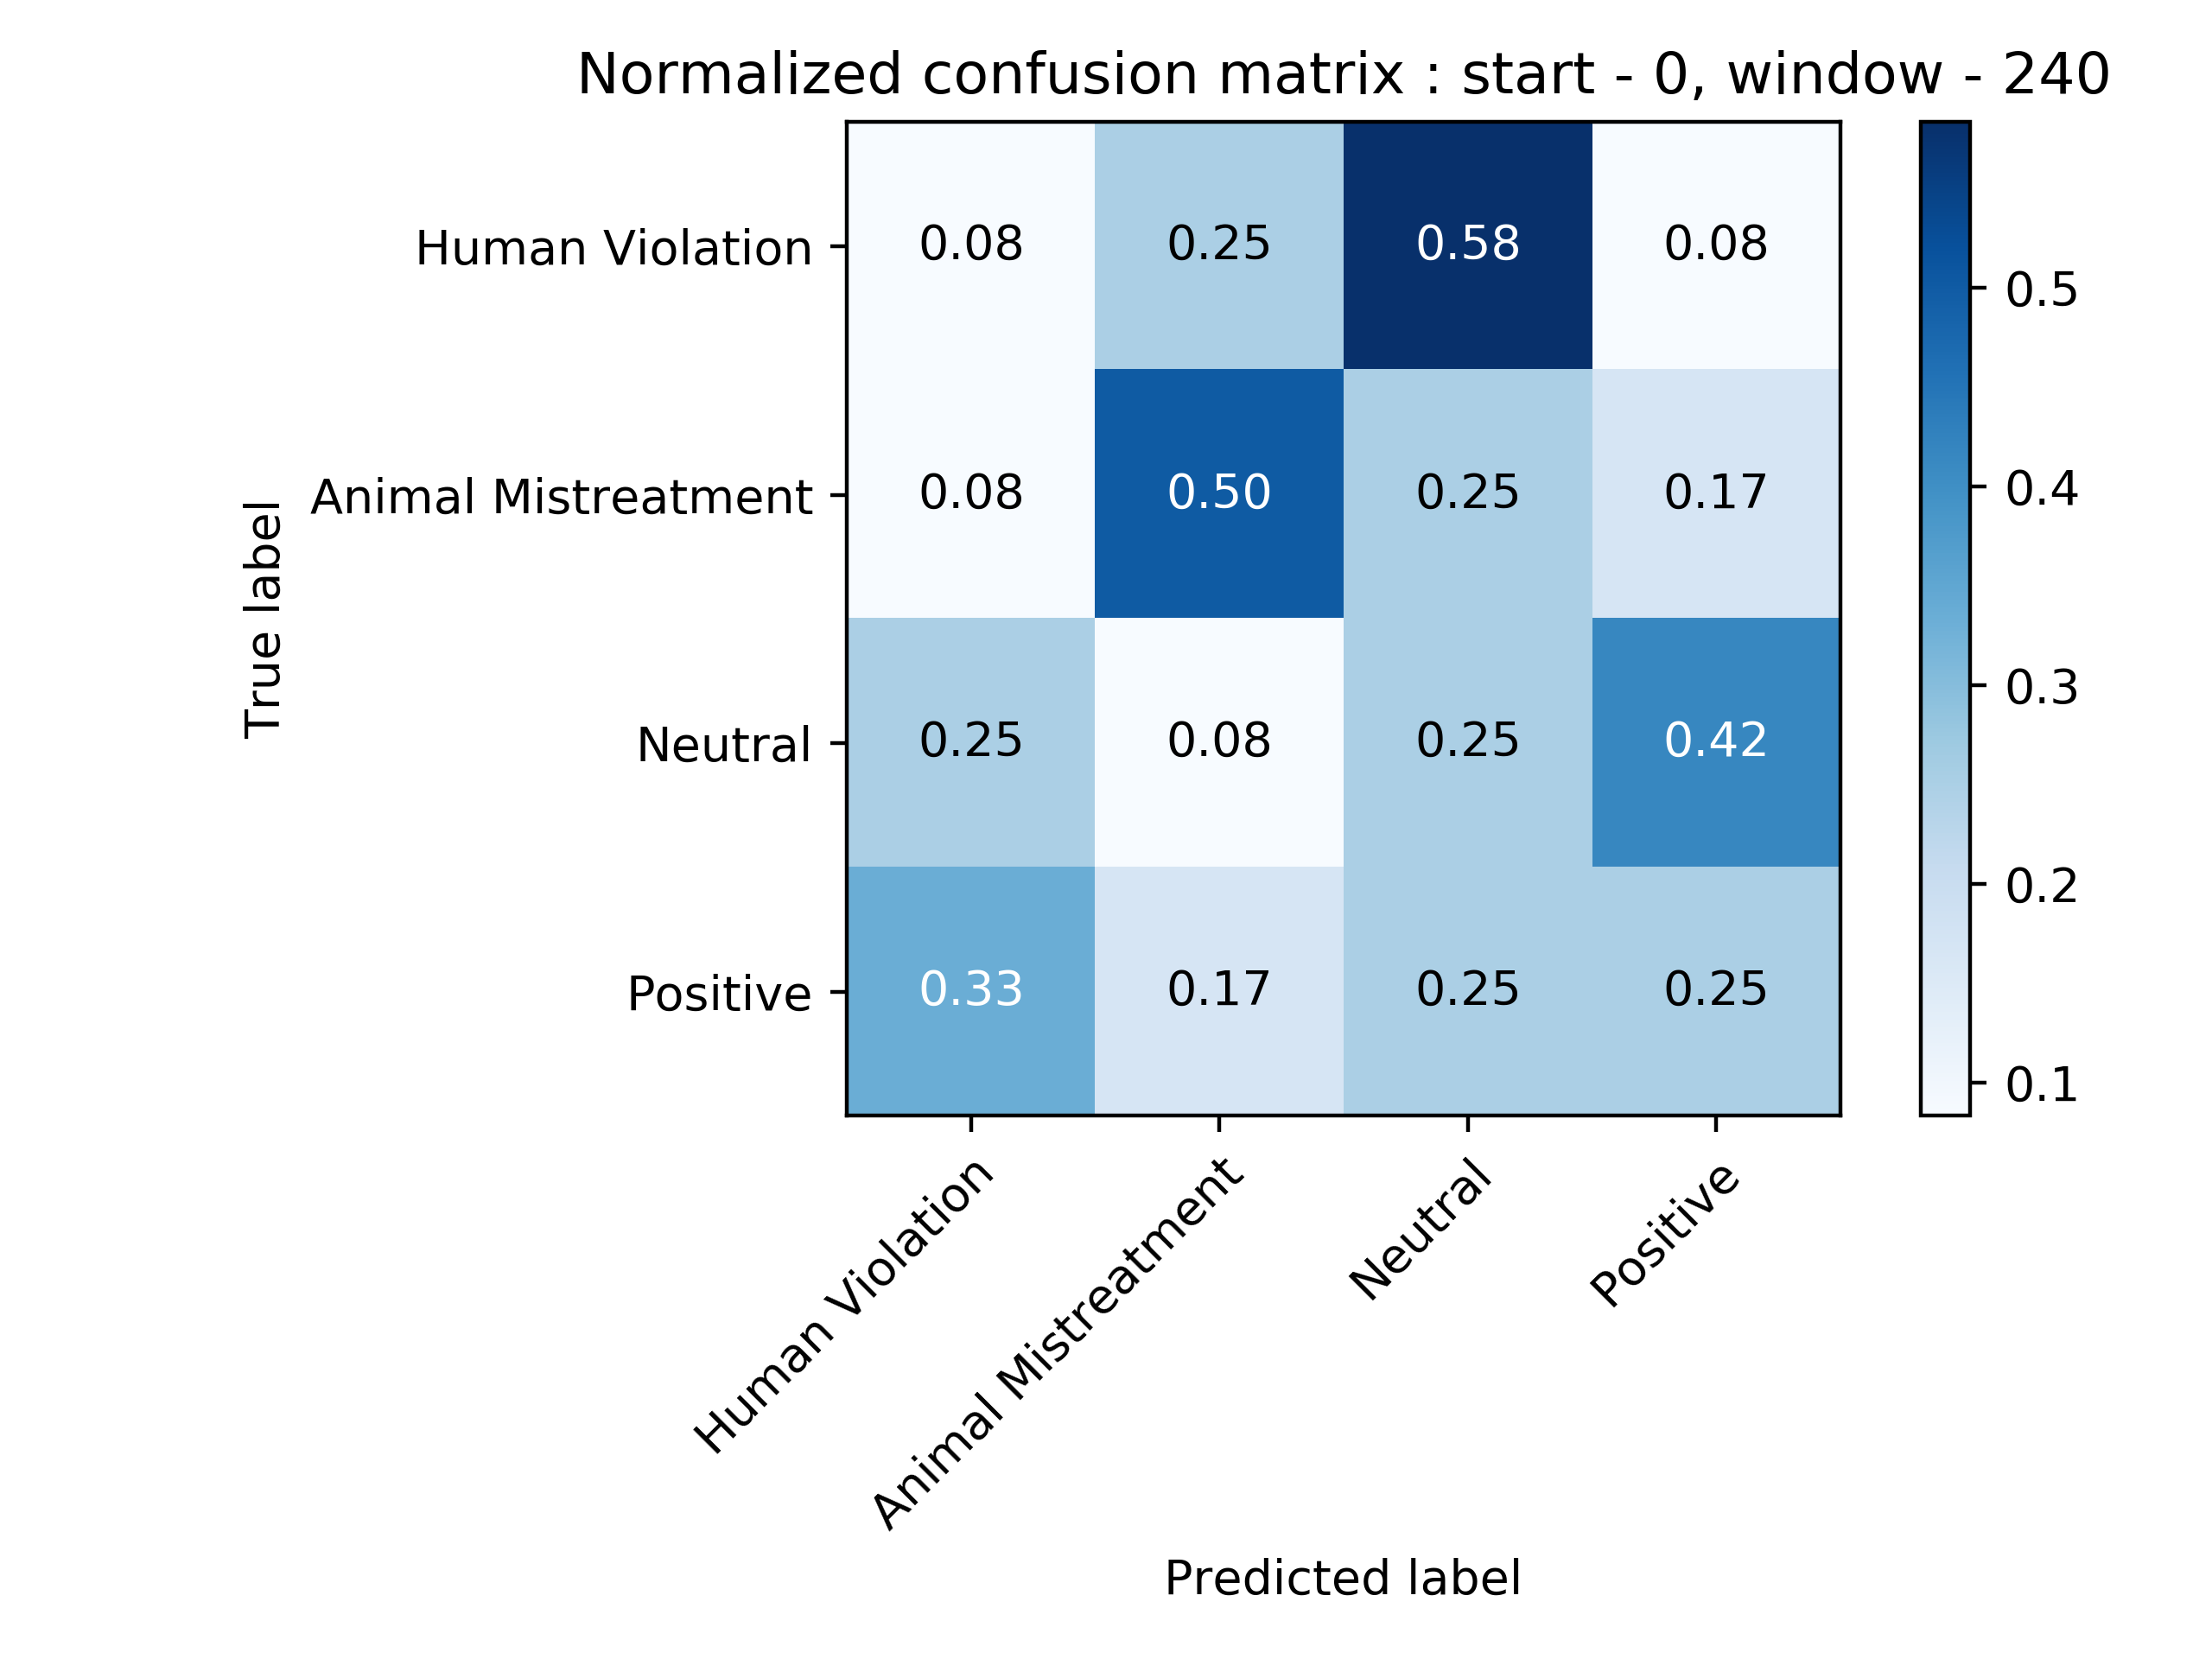 Normalized confusion matrix : start - 0, window - 240
True label
Human Violation
0.08 0.25 0.58 0.08
Animal Mistreatment
0.08 0.50 0.25 0.17
Neutral
0.25 0.08 0.25 0.42
Positive
0.33 0.17 0.25 0.25
Human Violation
Animal Mistreatment
Neutral
Positive
Predicted label
0.5
0.4
0.3
0.2
0.1